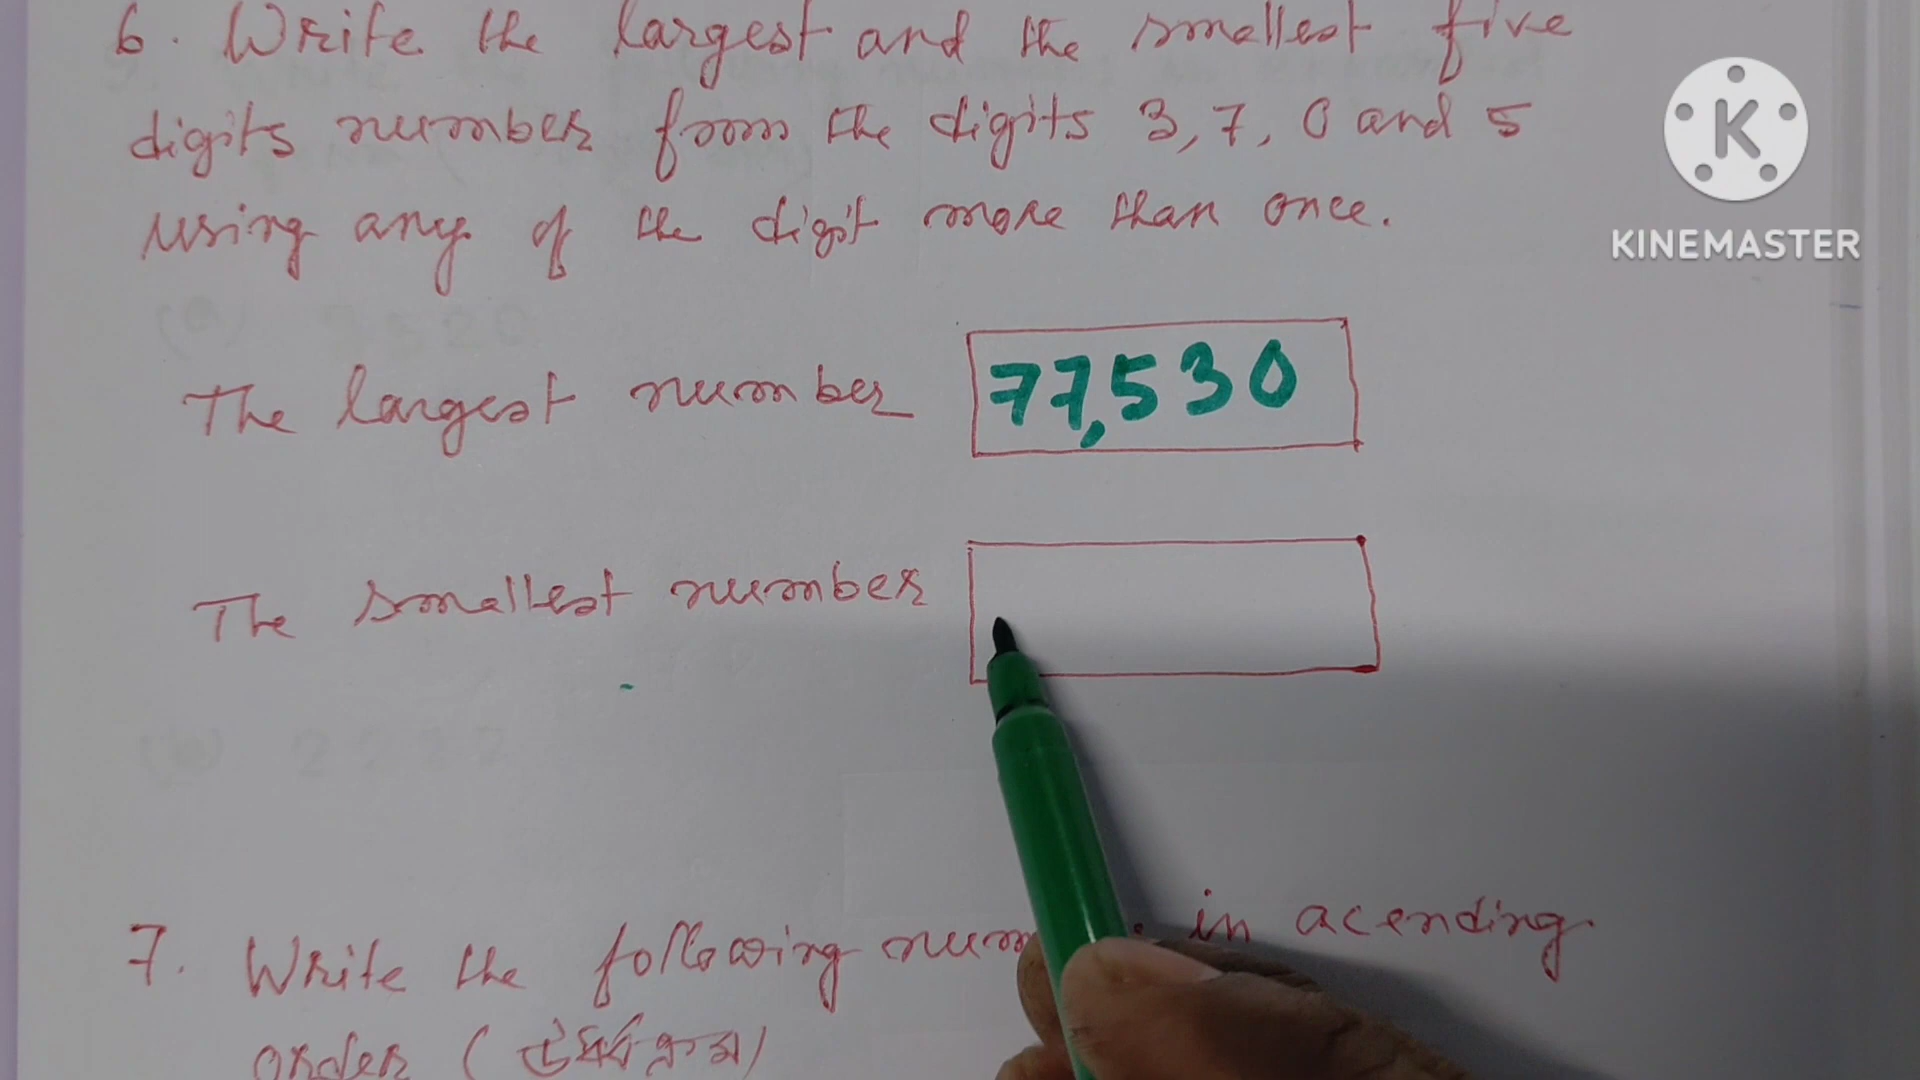 6. Write the largest and the smallest five
digits number from the digits 3, 7, 0 and 5
using any of the digit more than once.
KINEMASTER
The largest number 77,530
The smallest number
7. Write the following in acending
order (